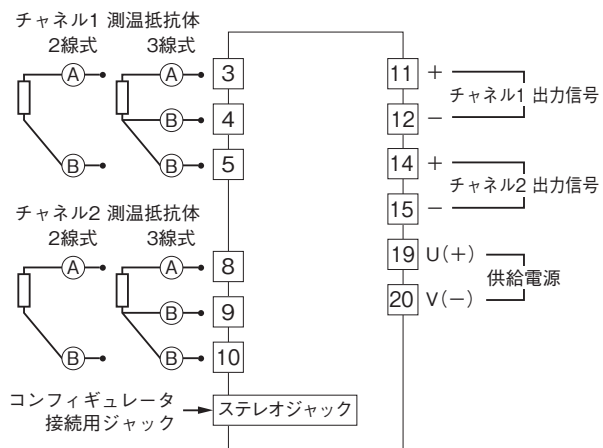 チャネル1 測温抵抗体
2線式 3線式
A A 3
B 4
B B 5
チャネル2 測温抵抗体
2線式 3線式
A A 8
B 9
B B 10
コンフィギュレータ
接続用ジャック
ステレオジャック
11 +
チャネル1 出力信号
12 −
14 +
チャネル2 出力信号
15 −
19 U(+)
供給電源
20 V(−)